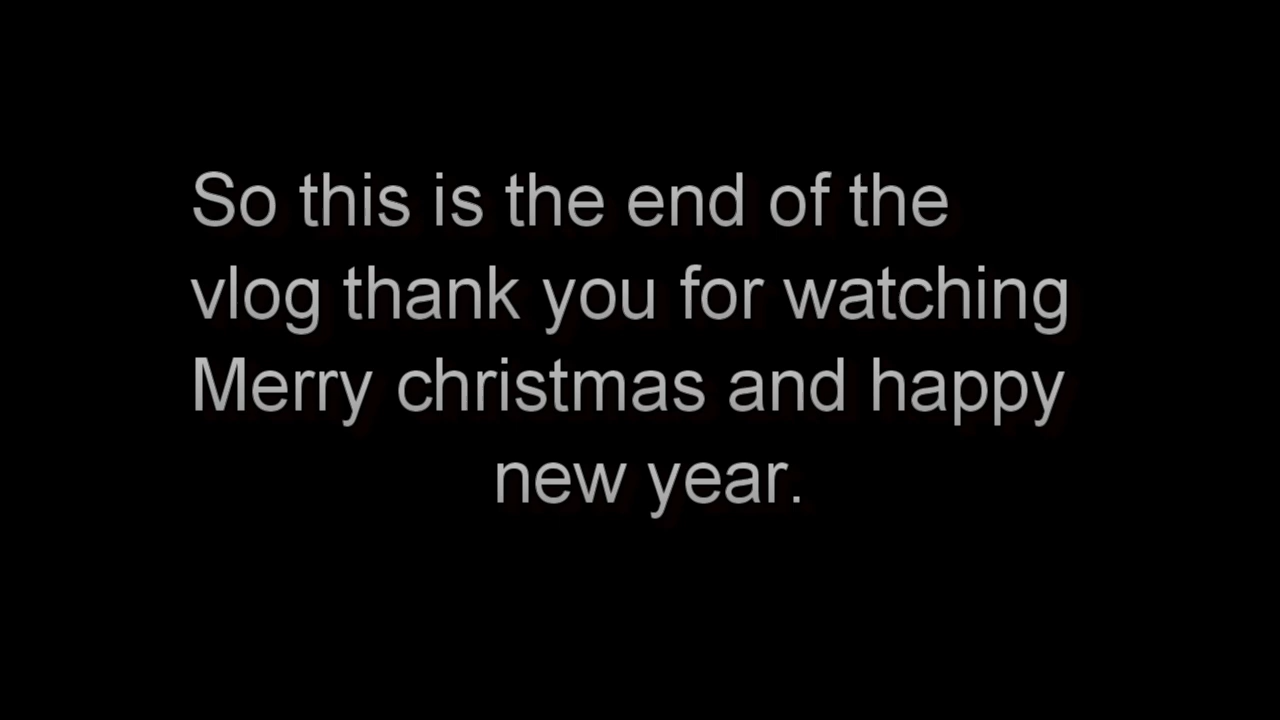 So this is the end of the
vlog thank you for watching
Merry christmas and happy
new year.